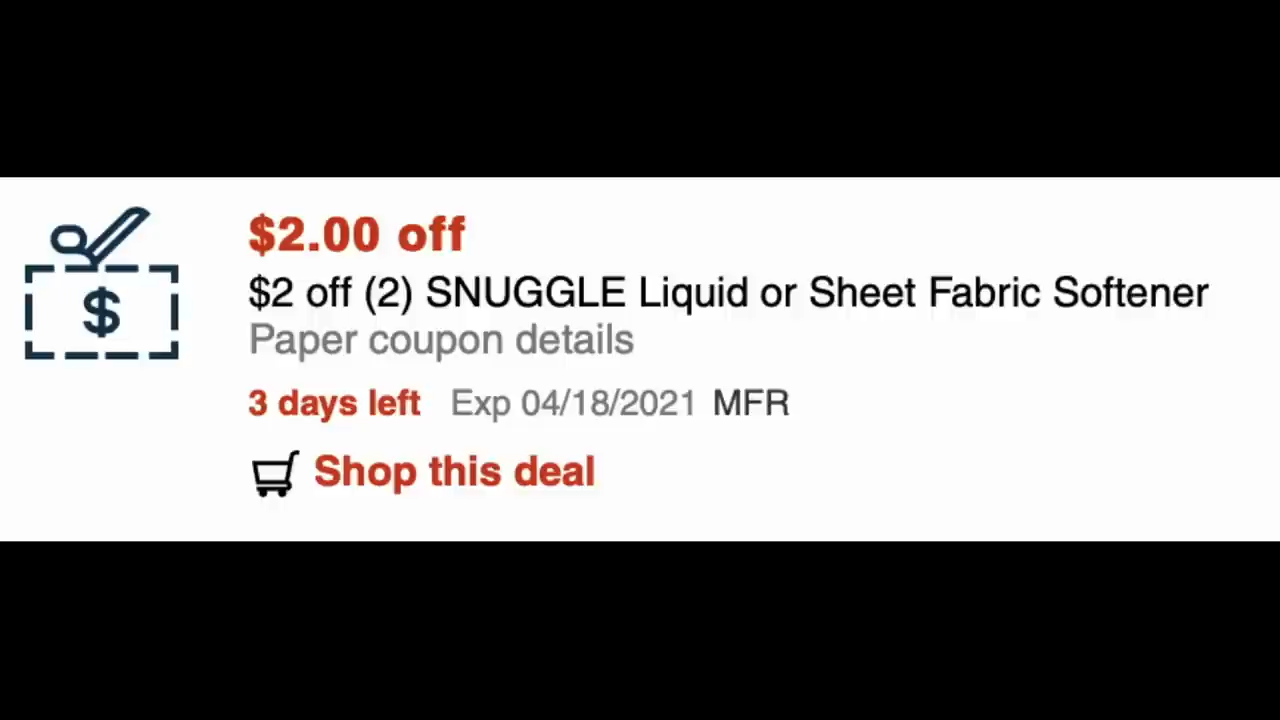 $
$2.00 off
$2 off (2) SNUGGLE Liquid or Sheet Fabric Softener
Paper coupon details
3 days left Exp 04/18/2021 MFR
Shop this deal